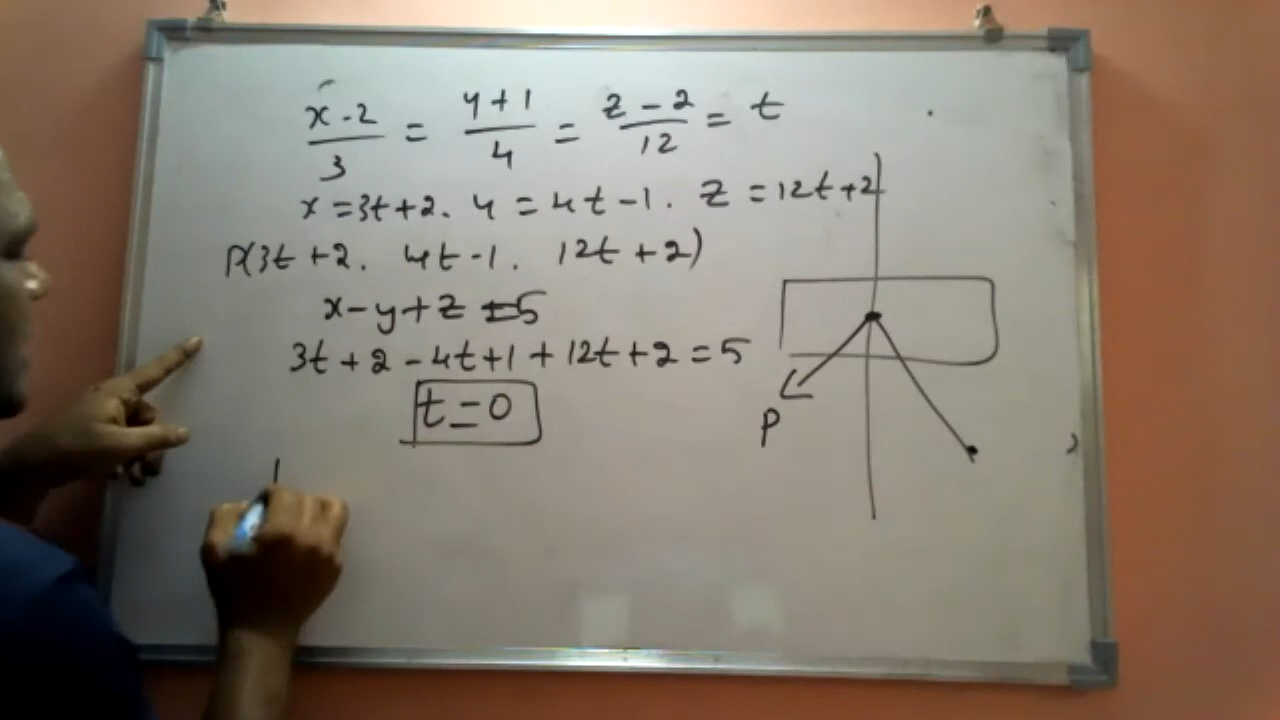 x-2/3 = y+1/4 = z-2/12 = t
x = 3t+2. y = 4t-1. z = 12t+2
P(3t+2. 4t-1. 12t+2)
x-y+z=5
3t+2-4t+1+12t+2=5
t=0
P